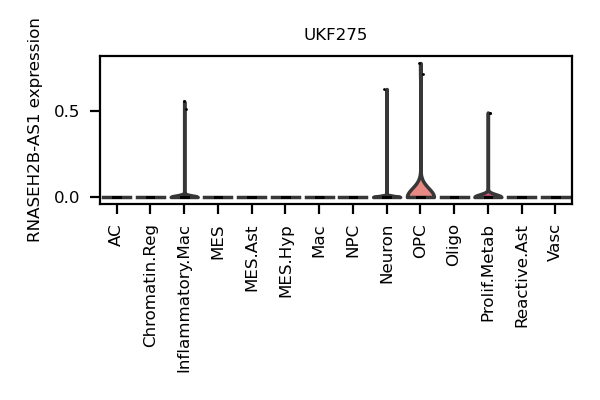 UKF275
RNASEH2B-AS1 expression
0.5
0.0
AC
Chromatin.Reg
Inflammatory.Mac
MES
MES.Ast
MES.Hyp
Mac
NPC
Neuron
OPC
Oligo
Prolif.Metab
Reactive.Ast
Vasc